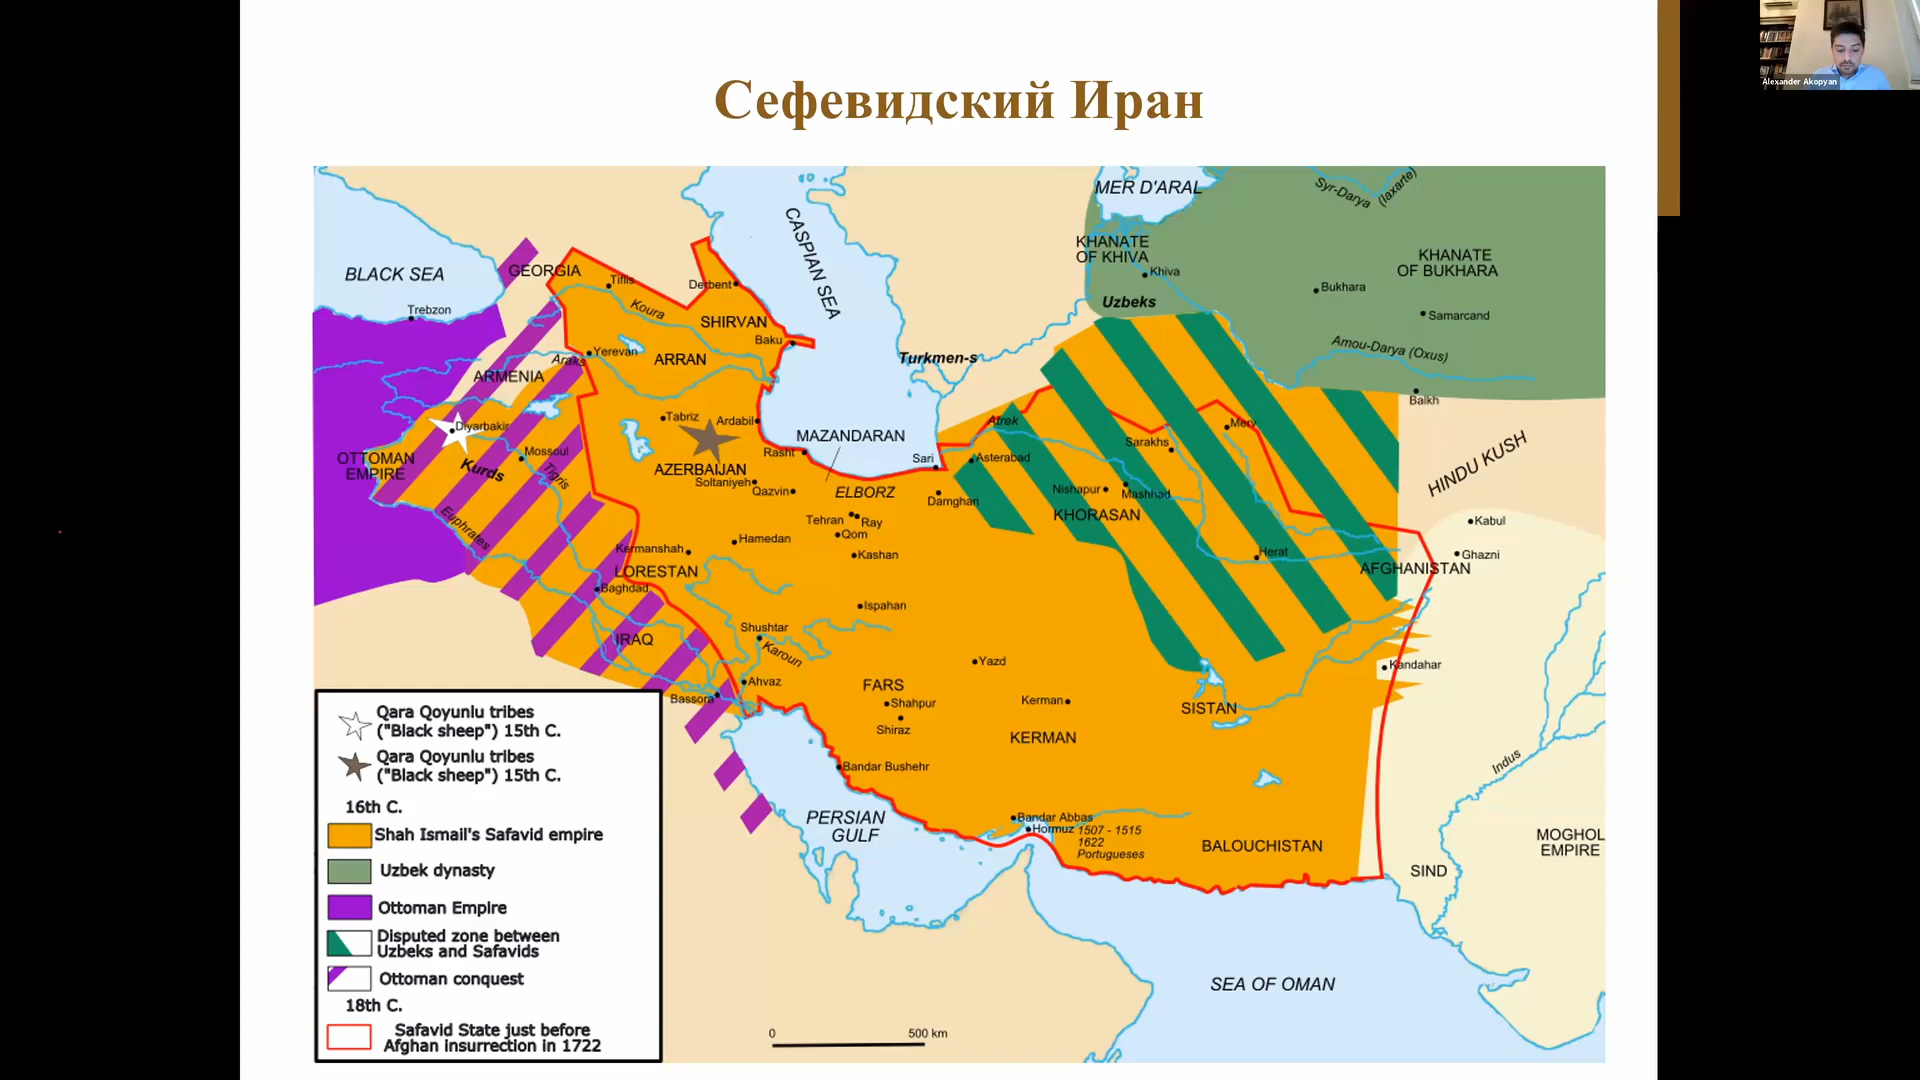 Сефевидский Иран
Alexander Akopyan
MER D'ARAL
Syr-Darya
(Iaxarte)
CASPIAN SEA
KHANATE
OF KHIVA
Khiva
KHANATE
OF BUKHARA
BLACK SEA
GEORGIA
Tiflis
Derbent
Bukhara
Uzbeks
Trebzon
Koura
SHIRVAN
Samarcand
Baku
Amou-Darya (Oxus)
Yerevan
Araks
ARRAN
Turkmen-s
ARMENIA
Balkh
Tabriz
Ardabil
Atrek
Merv
Diyarbakir
MAZANDARAN
Sarakhs
HINDU KUSH
Mossoul
Rasht
Sari
Asterabad
OTTOMAN
EMPIRE
Kurds
Tigris
AZERBAIJAN
Soltaniyeh
Qazvin
ELBORZ
Damghan
Nishapur
Mashhad
KHORASAN
Euphrates
Tehran
Ray
Qom
Kabul
Kermanshah
Hamedan
Kashan
Herat
Ghazni
LORESTAN
AFGHANISTAN
Baghdad
Ispahan
IRAQ
Shushtar
Karoun
Yazd
Kandahar
Ahvaz
FARS
Bassora
Shahpur
Kerman
SISTAN
Shiraz
KERMAN
Indus
Bandar Bushehr
PERSIAN
GULF
Bandar Abbas
Hormuz
1507 - 1515
1622
Portugueses
BALOUCHISTAN
MOGHOL
EMPIRE
SIND
SEA OF OMAN
0
500 km
Qara Qoyunlu tribes
("Black sheep") 15th C.
Qara Qoyunlu tribes
("Black sheep") 15th C.
16th C.
Shah Ismail's Safavid empire
Uzbek dynasty
Ottoman Empire
Disputed zone between
Uzbeks and Safavids
Ottoman conquest
18th C.
Safavid State just before
Afghan insurrection in 1722